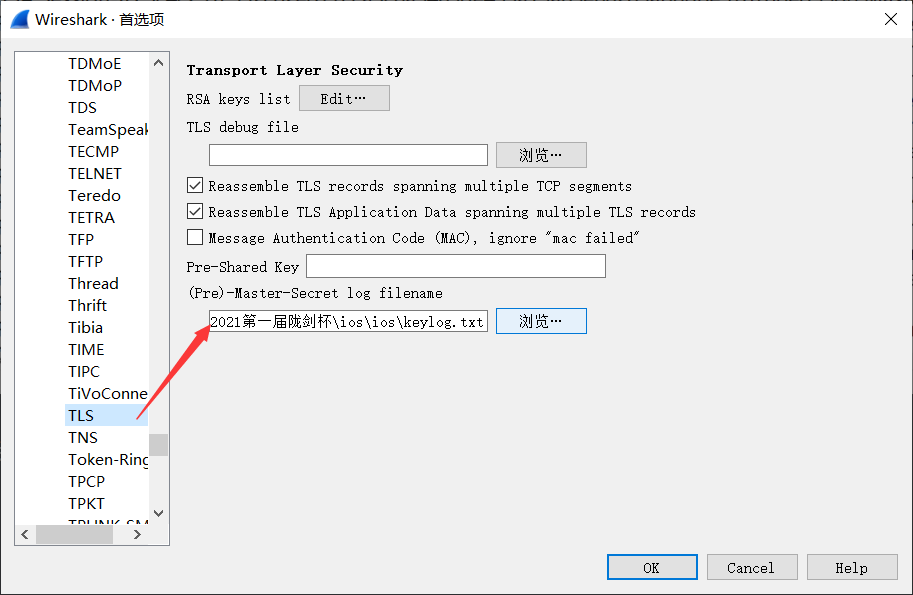 Wireshark · 首选项
TDMoE
TDMoP
TDS
TeamSpeak
TECMP
TELNET
Teredo
TETRA
TFP
TFTP
Thread
Thrift
Tibia
TIME
TIPC
TiVoConne
TLS
TNS
Token-Ring
TPCP
TPKT
TPLINK-SM
Transport Layer Security
RSA keys list Edit…
TLS debug file
浏览…
Reassemble TLS records spanning multiple TCP segments
Reassemble TLS Application Data spanning multiple TLS records
Message Authentication Code (MAC), ignore "mac failed"
Pre-Shared Key
(Pre)-Master-Secret log filename
2021第一届陇剑杯\ios\ios\keylog.txt 浏览…
OK Cancel Help